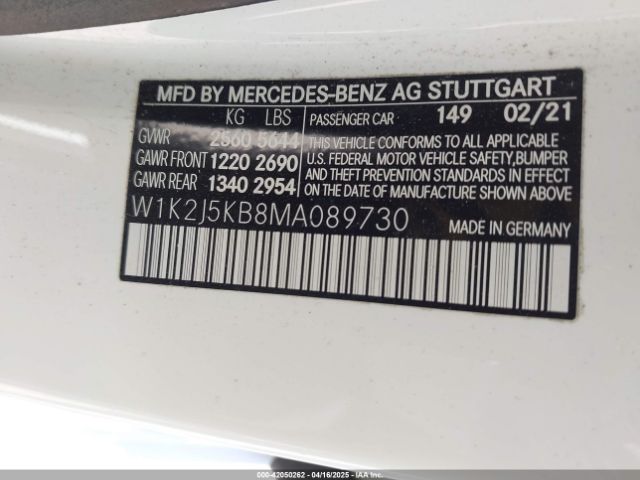 MFD BY MERCEDES-BENZ AG STUTTGART
KG LBS PASSENGER CAR 149 02/21
GVWR 2560 5644
GAWR FRONT 1220 2690
GAWR REAR 1340 2954
THIS VEHICLE CONFORMS TO ALL APPLICABLE
U.S. FEDERAL MOTOR VEHICLE SAFETY, BUMPER
AND THEFT PREVENTION STANDARDS IN EFFECT
ON THE DATE OF MANUFACTURE SHOWN ABOVE.
W1K2J5KB8MA089730 MADE IN GERMANY
000-42050262 - 04/16/2025 - IAAI.COM